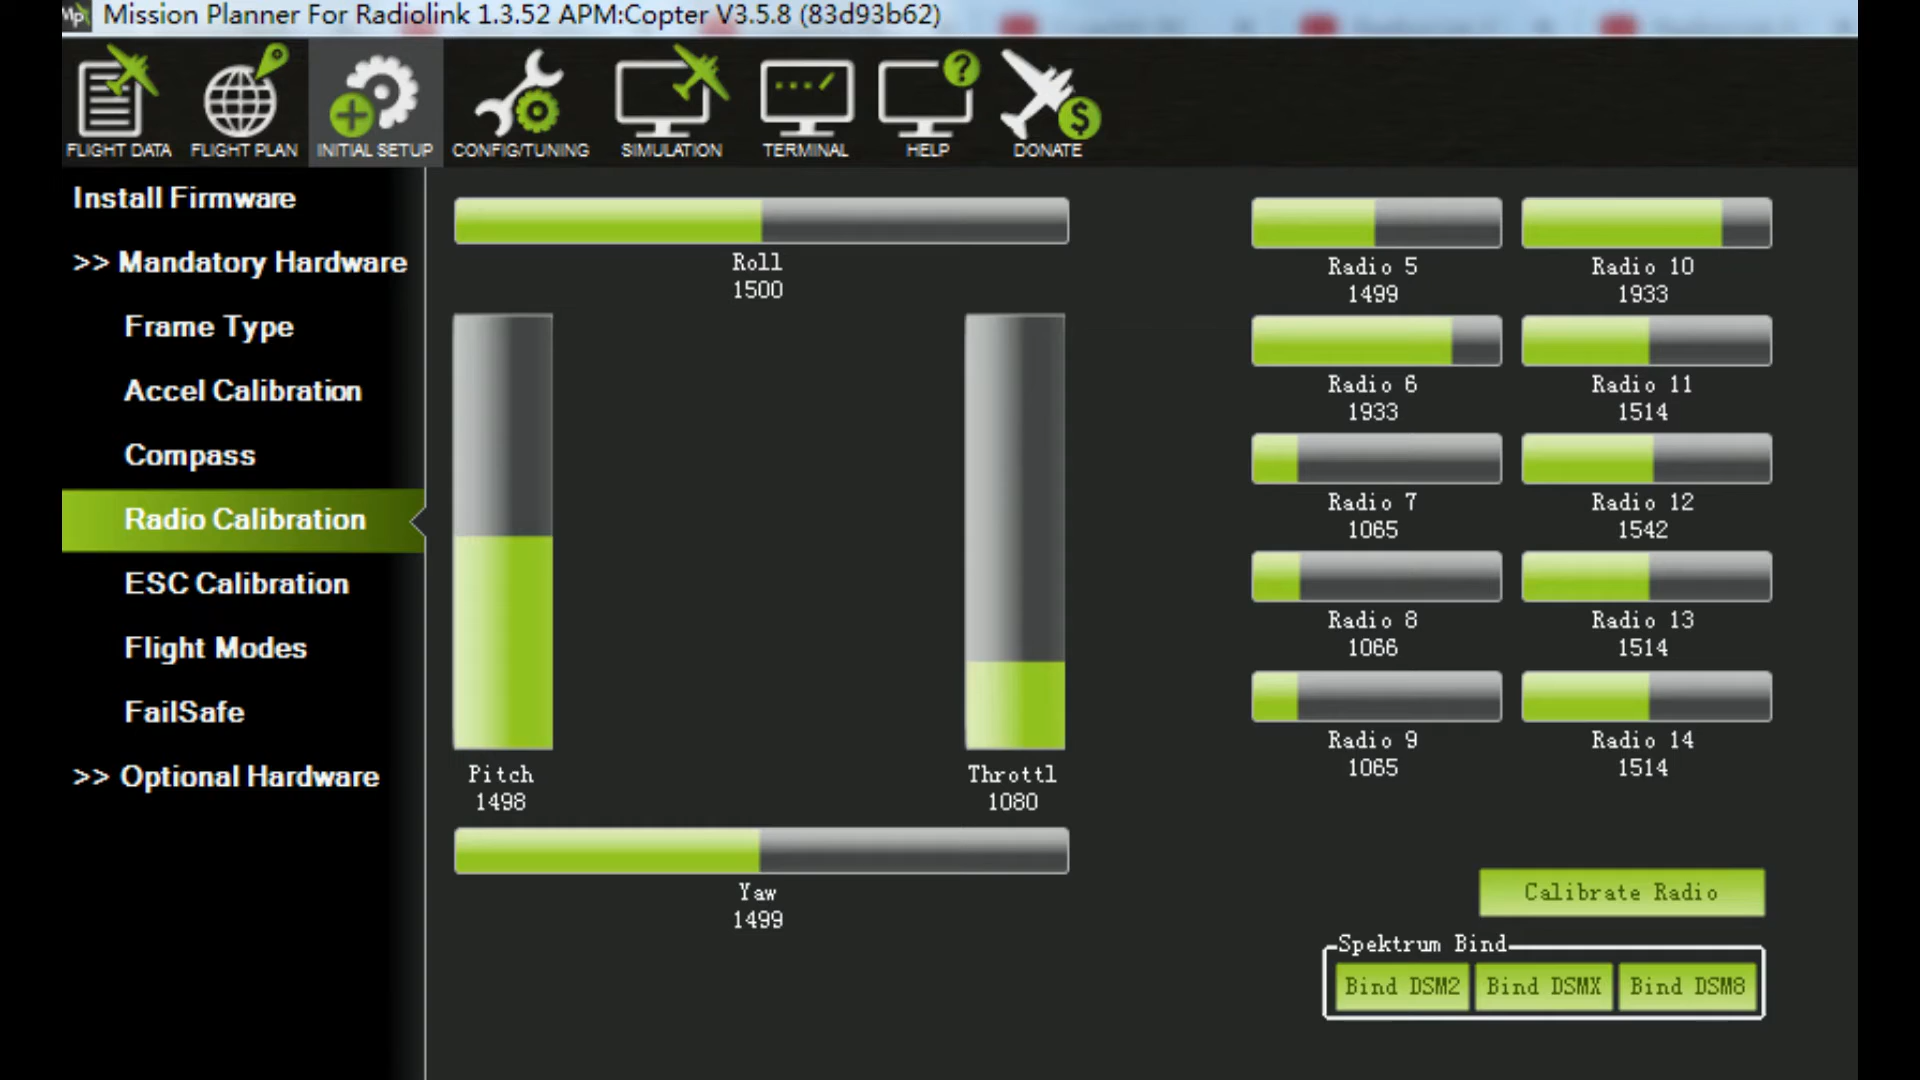 Mission Planner For Radiolink 1.3.52 APM:Copter V3.5.8 (83d93b62)
FLIGHT DATA
FLIGHT PLAN
INITIAL SETUP
CONFIG/TUNING
SIMULATION
TERMINAL
HELP
DONATE
Install Firmware
>> Mandatory Hardware
Frame Type
Accel Calibration
Compass
Radio Calibration
ESC Calibration
Flight Modes
FailSafe
>> Optional Hardware
Roll
1500
Pitch
1498
Throttl
1080
Yaw
1499
Radio 5
1499
Radio 10
1933
Radio 6
1933
Radio 11
1514
Radio 7
1065
Radio 12
1542
Radio 8
1066
Radio 13
1514
Radio 9
1065
Radio 14
1514
Calibrate Radio
Spektrum Bind
Bind DSM2
Bind DSMX
Bind DSM8